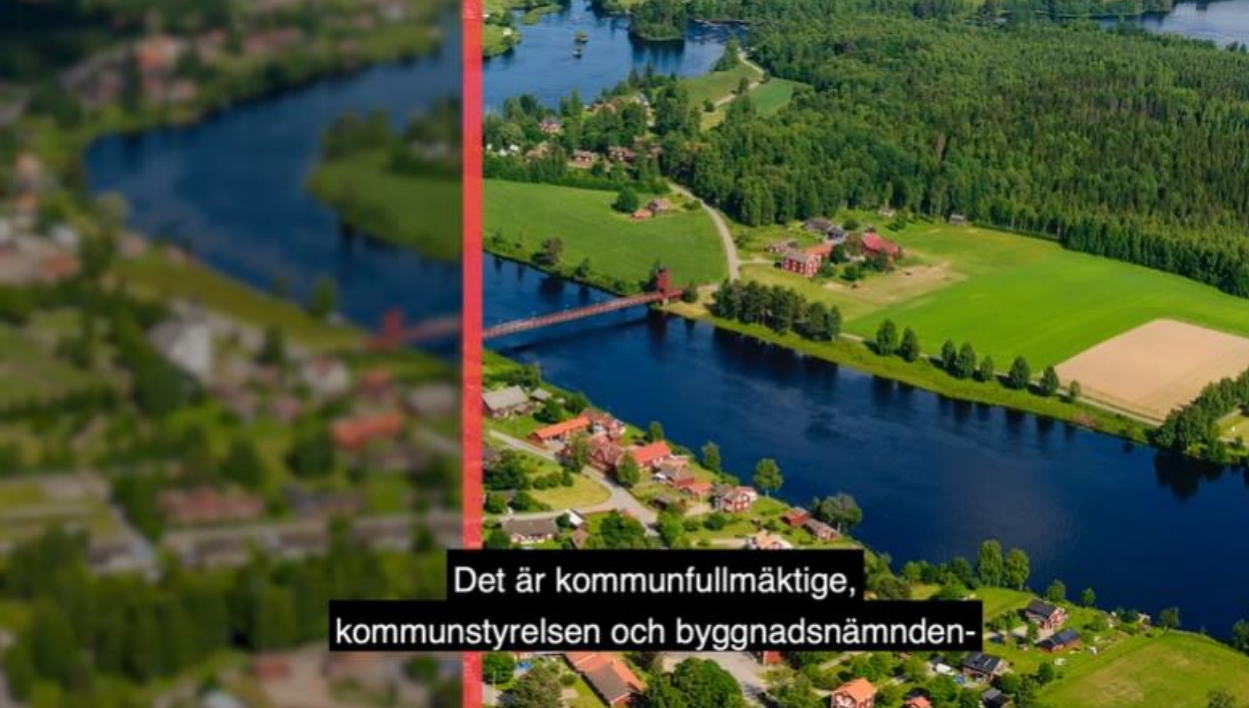 Det är kommunfullmäktige,
kommunstyrelsen och byggnadsnämnden-